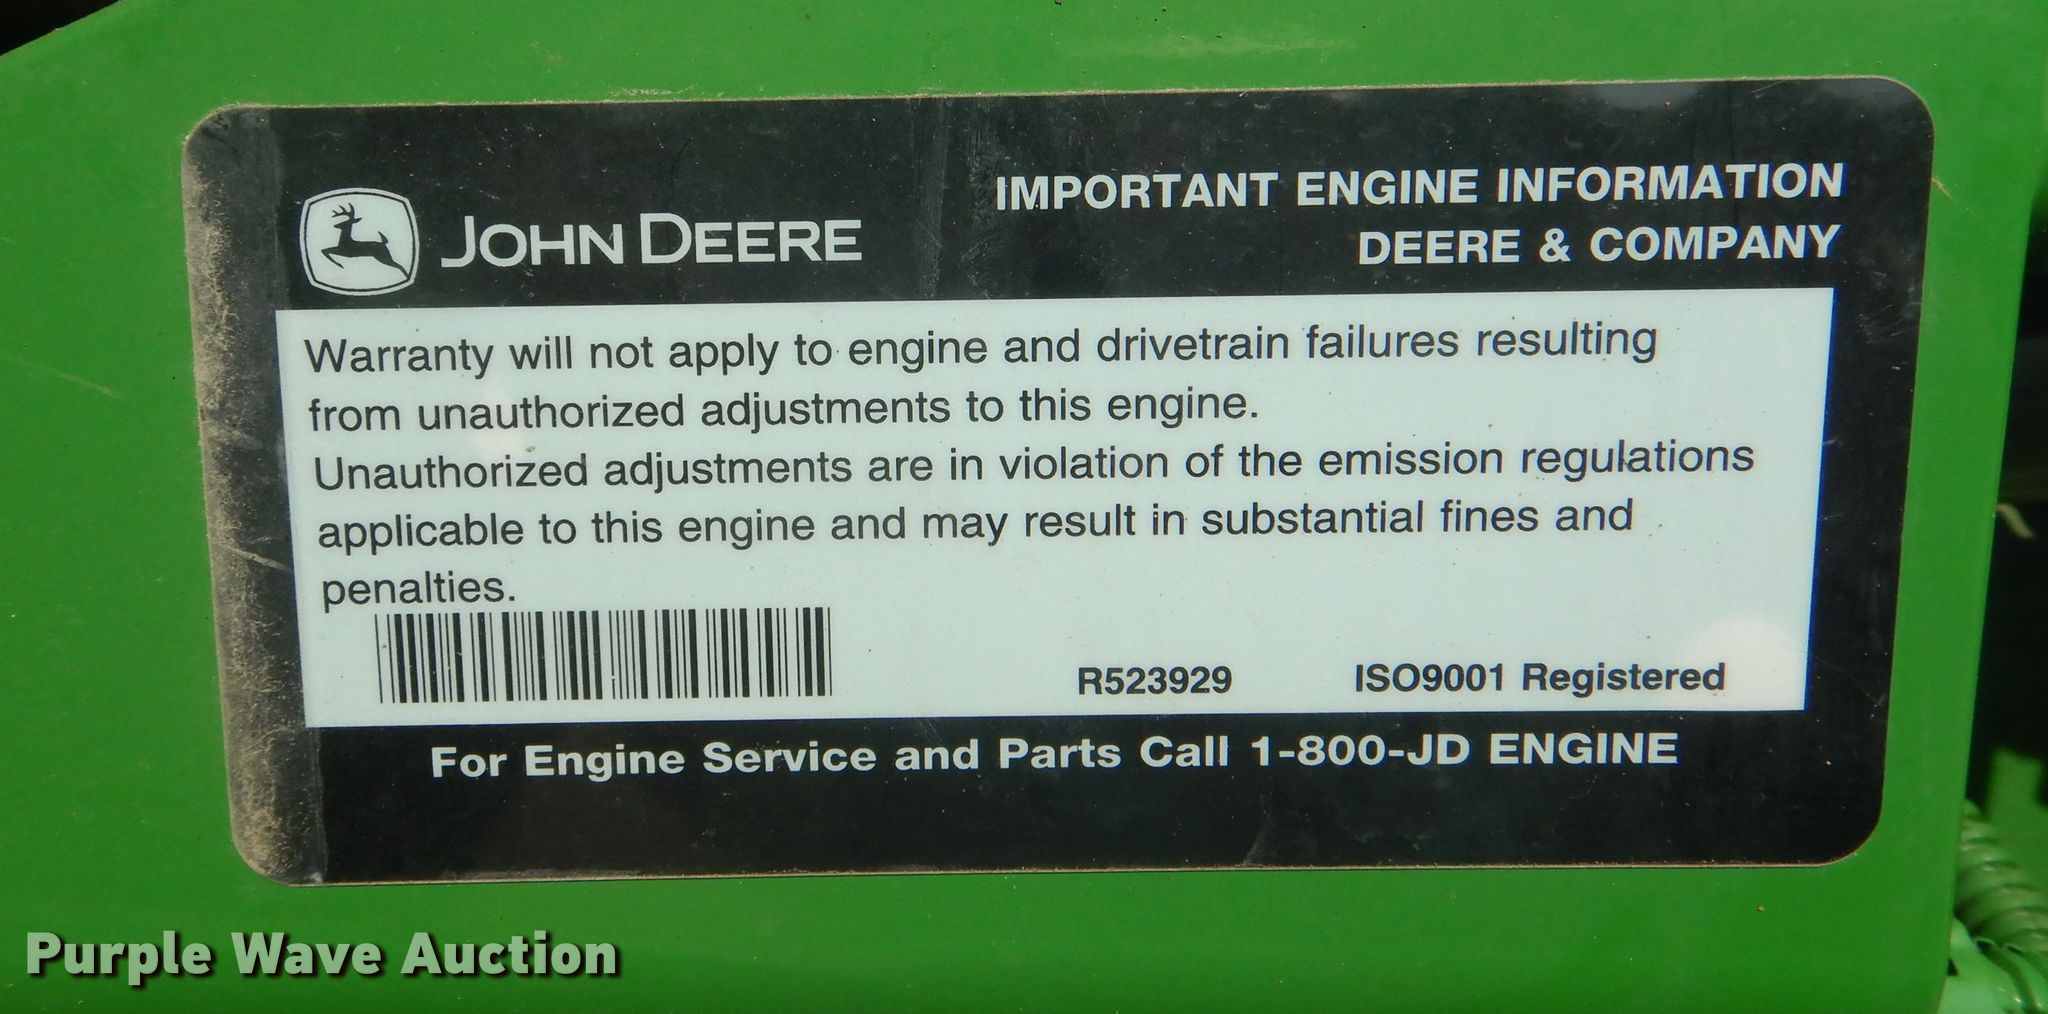 JOHN DEERE
IMPORTANT ENGINE INFORMATION
DEERE & COMPANY
Warranty will not apply to engine and drivetrain failures resulting
from unauthorized adjustments to this engine.
Unauthorized adjustments are in violation of the emission regulations
applicable to this engine and may result in substantial fines and
penalties.
R523929 ISO9001 Registered
For Engine Service and Parts Call 1-800-JD ENGINE
Purple Wave Auction